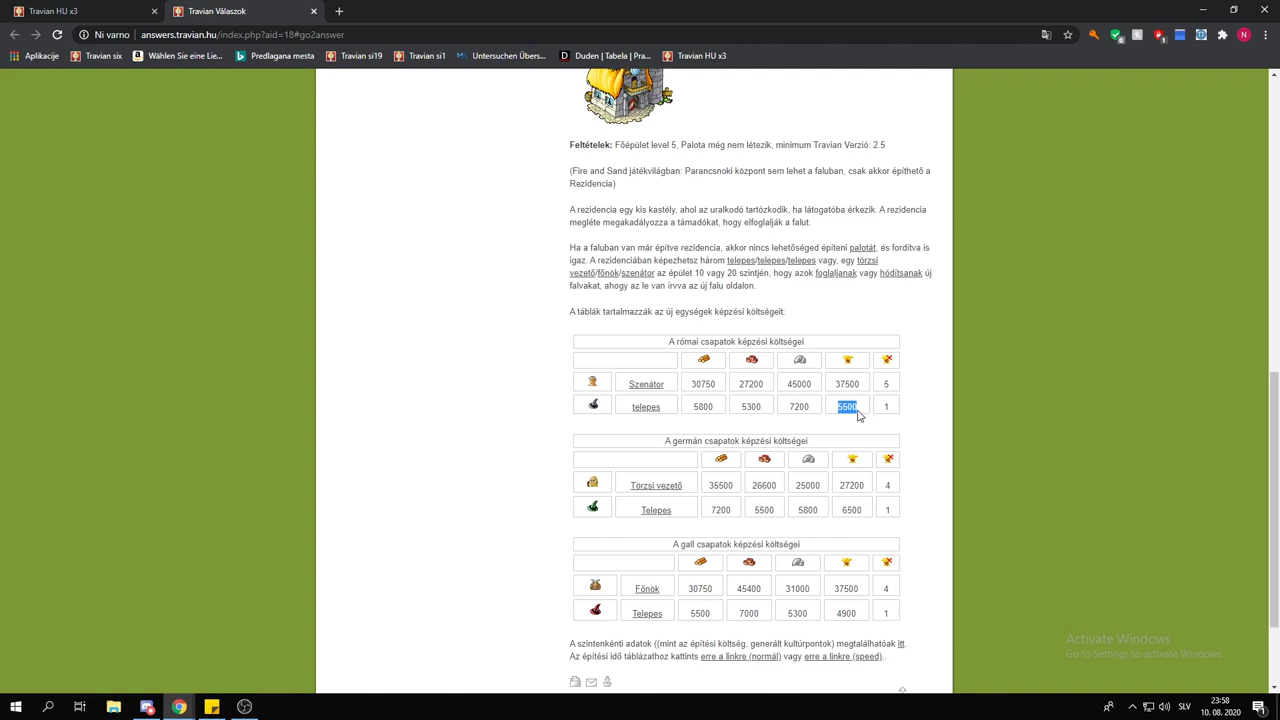 Travian HU x3
Travian Válaszok
Ni varno
answers.travian.hu/index.php?aid=18#go2answer
Aplikacije
Travian six
Wählen Sie eine Lie...
Predlagana mesta
Travian si19
Travian si1
Untersuchen Übers...
Duden | Tabela | Pra...
Travian HU x3
Feltételek: Főépület level 5, Palota még nem létezik, minimum Travian Verzió: 2.5
(Fire and Sand játékvilágban: Parancsnoki központ sem lehet a faluban, csak akkor építhető a
Rezidencia)
A rezidencia egy kis kastély, ahol az uralkodó tartózkodik, ha látogatóba érkezik. A rezidencia
megléte megakadályozza a támadókat, hogy elfoglalják a falut.
Ha a faluban van már építve rezidencia, akkor nincs lehetőséged építeni palotát, és fordítva is
igaz. A rezidenciában képezhetsz három telepes/telepes/telepes vagy, egy törzsi
vezető/főnök/szenátor az épület 10 vagy 20 szintjén, hogy azok foglaljanak vagy hódítsanak új
falvakat, ahogy az le van írvva az új falu oldalon.
A táblák tartalmazzák az új egységek képzési költségeit:
A római csapatok képzési költségei
Szenátor 30750 27200 45000 37500 5
telepes 5800 5300 7200 5500 1
A germán csapatok képzési költségei
Törzsi vezető 35500 26600 25000 27200 4
Telepes 7200 5500 5800 6500 1
A gall csapatok képzési költségei
Főnök 30750 45400 31000 37500 4
Telepes 5500 7000 5300 4900 1
A szintenkénti adatok ((mint az építési költség, generált kultúrpontok) megtalálhatóak itt.
Az építési idő táblázathoz kattints erre a linkre (normál) vagy erre a linkre (speed)..
Activate Windows
Go to Settings to activate Windows.
SLV
23:58
10. 08. 2020